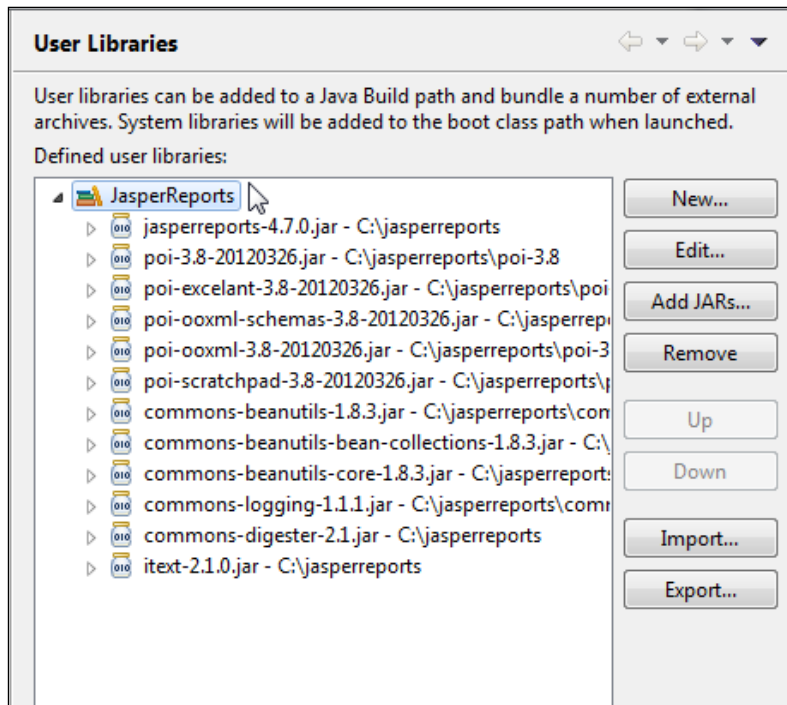 User Libraries
User libraries can be added to a Java Build path and bundle a number of external
archives. System libraries will be added to the boot class path when launched.
Defined user libraries:
JasperReports
jasperreports-4.7.0.jar - C:\jasperreports
poi-3.8-20120326.jar - C:\jasperreports\poi-3.8
poi-excelant-3.8-20120326.jar - C:\jasperreports\poi
poi-ooxml-schemas-3.8-20120326.jar - C:\jasperrep
poi-ooxml-3.8-20120326.jar - C:\jasperreports\poi-3
poi-scratchpad-3.8-20120326.jar - C:\jasperreports\
commons-beanutils-1.8.3.jar - C:\jasperreports\com
commons-beanutils-bean-collections-1.8.3.jar - C:\
commons-beanutils-core-1.8.3.jar - C:\jasperreports
commons-logging-1.1.1.jar - C:\jasperreports\comm
commons-digester-2.1.jar - C:\jasperreports
itext-2.1.0.jar - C:\jasperreports
New...
Edit...
Add JARs...
Remove
Up
Down
Import...
Export...